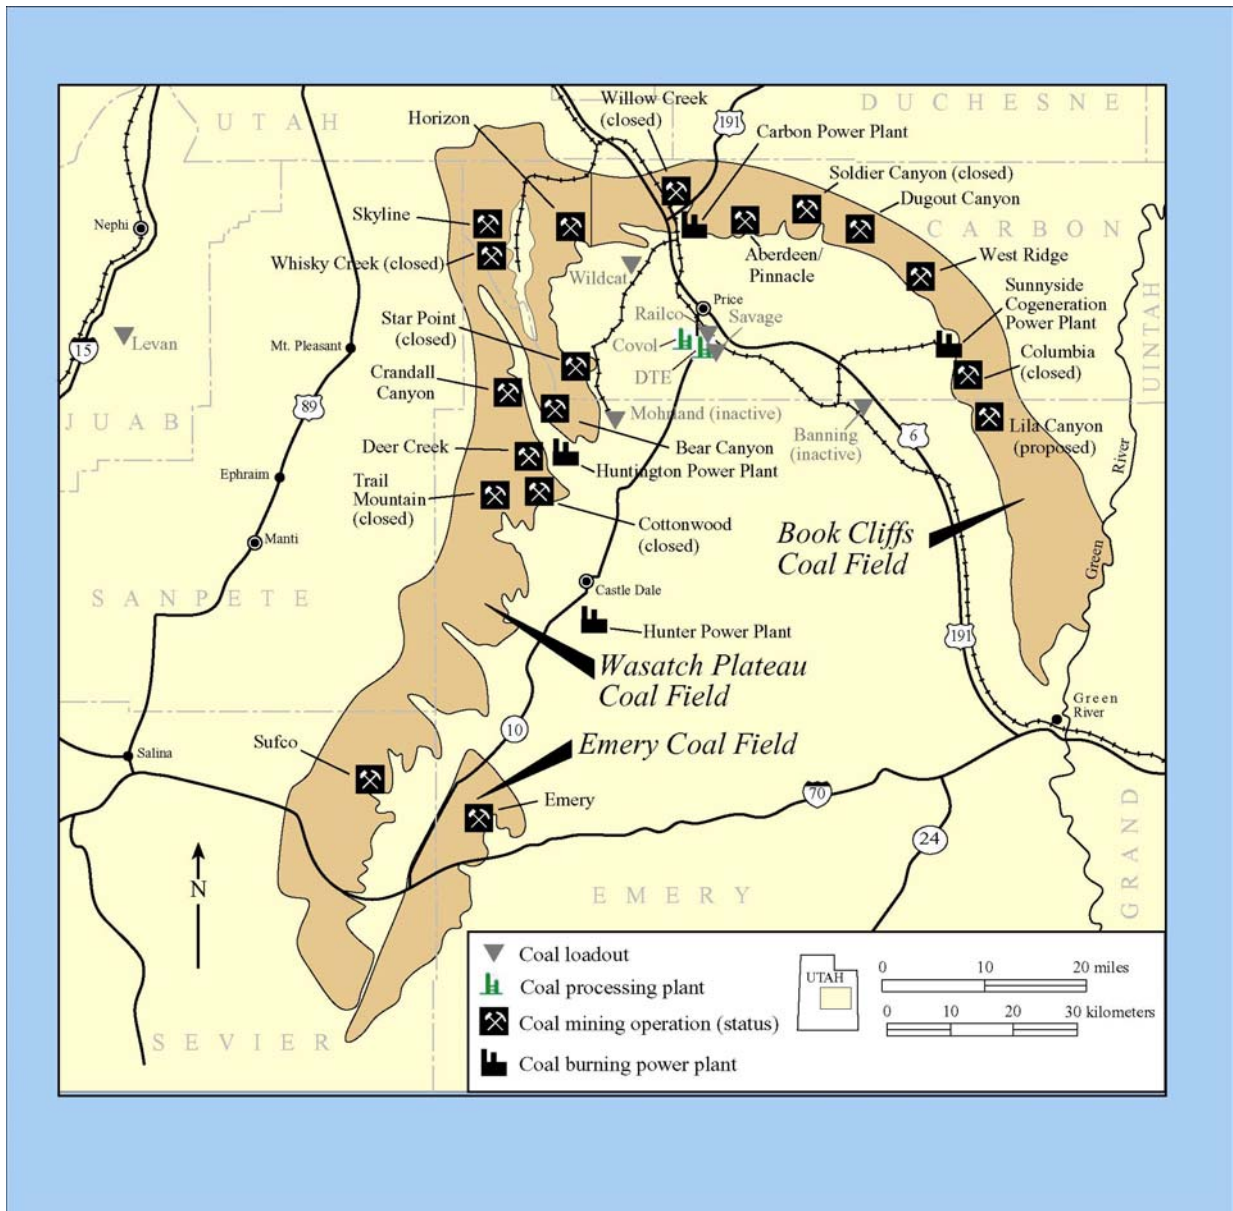 DUCHESNE
Willow Creek
(closed)
UTAH
Horizon
191
Carbon Power Plant
Soldier Canyon (closed)
Dugout Canyon
Skyline
Nephi
CARBON
Whisky Creek (closed)
Aberdeen/
Pinnacle
West Ridge
Wildcat
Sunnyside
Cogeneration
Power Plant
Price
UINTAH
Star Point
(closed)
Railco
Savage
Levan
15
Mt. Pleasant
Covol
Columbia
(closed)
Crandall
Canyon
DTE
89
JUAB
Mohrland (inactive)
Banning
(inactive)
6
Lila Canyon
(proposed)
River
Deer Creek
Bear Canyon
Huntington Power Plant
Ephraim
Trail
Mountain
(closed)
Cottonwood
(closed)
Book Cliffs
Coal Field
Manti
Green
Castle Dale
SANPETE
Hunter Power Plant
191
Wasatch Plateau
Coal Field
Green
River
10
Sufco
Salina
Emery Coal Field
Emery
70
24
GRAND
N
EMERY
SEVIER
Coal loadout
Coal processing plant
Coal mining operation (status)
Coal burning power plant
UTAH
0 10 20 miles
0 10 20 30 kilometers